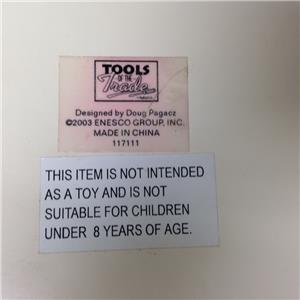 TOOLS
OF THE
Trade
Designed by Doug Pagacz
©2003 ENESCO GROUP, INC.
MADE IN CHINA
117111
THIS ITEM IS NOT INTENDED
AS A TOY AND IS NOT
SUITABLE FOR CHILDREN
UNDER 8 YEARS OF AGE.